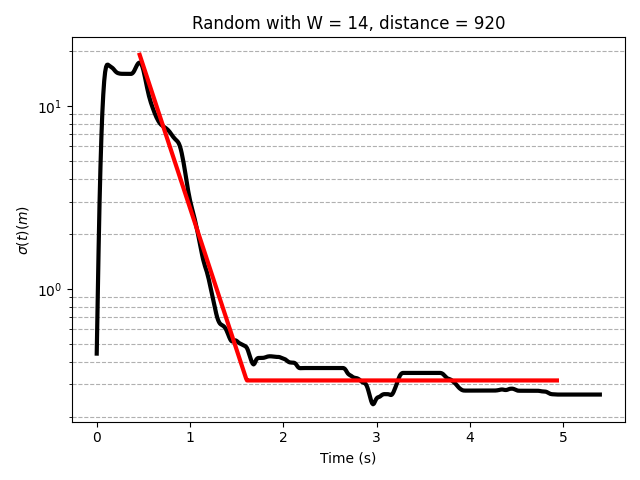 Random with W = 14, distance = 920
σ(t)(m)
10¹
10⁰
0 1 2 3 4 5
Time (s)